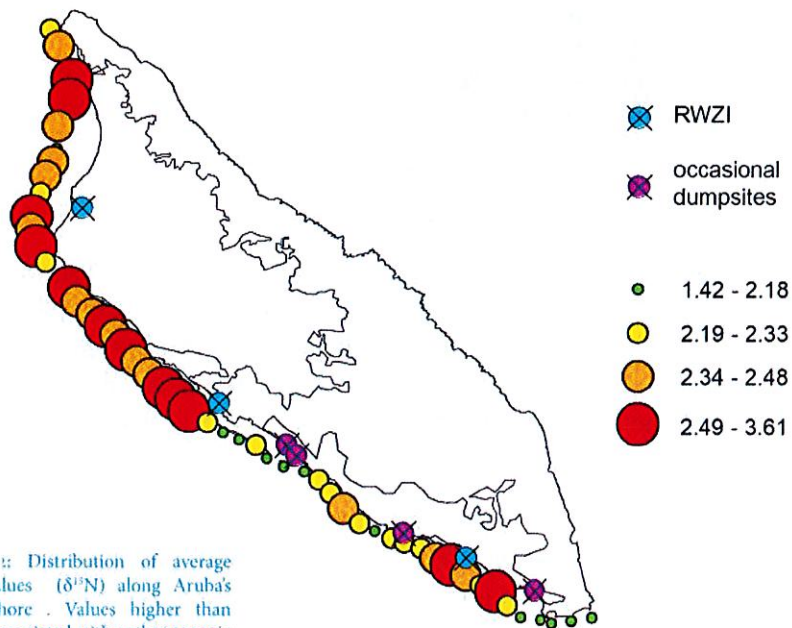 RWZI
occasional
dumpsites
1.42 - 2.18
2.19 - 2.33
2.34 - 2.48
2.49 - 3.61
: Distribution of average
(δ¹⁵N) along Aruba's
. Values higher than